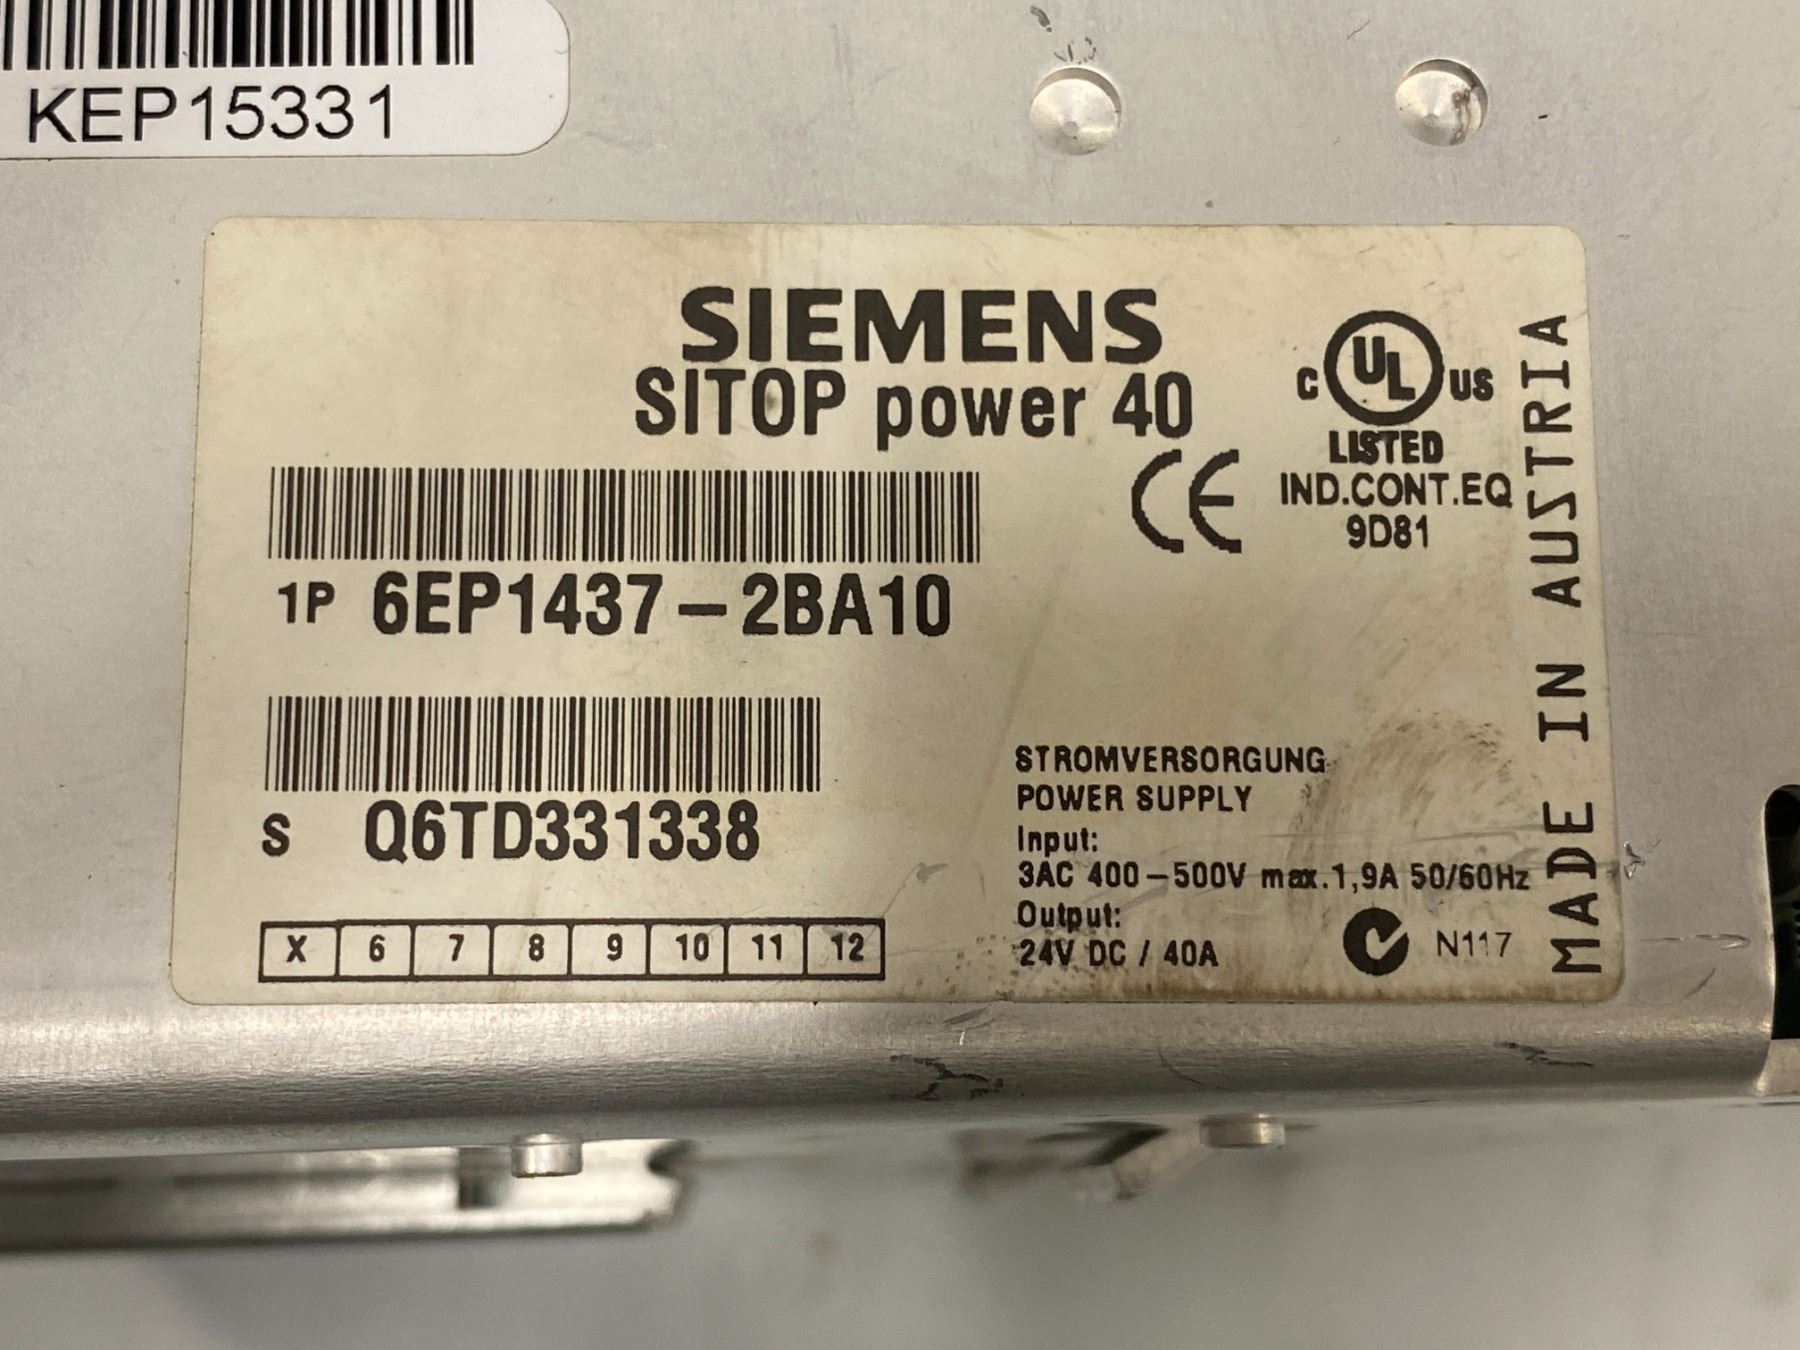 KEP15331
SIEMENS
SITOP power 40
C UL US
LISTED
IND.CONT.EQ
9D81
CE
1P 6EP1437-2BA10
S Q6TD331338
X 6 7 8 9 10 11 12
STROMVERSORGUNG
POWER SUPPLY
Input:
3AC 400-500V max.1,9A 50/60Hz
Output:
24V DC / 40A
N117
MADE IN AUSTRIA